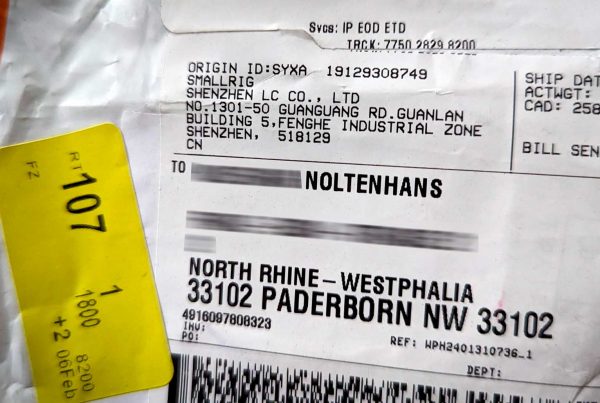 Svcs: IP EOD ETD
TRCK: 7750 2829 8200
ORIGIN ID:SYXA 19129308749
SMALLRIG
SHENZHEN LC CO., LTD
NO.1301-50 GUANGUANG RD.GUANLAN
BUILDING 5,FENGHE INDUSTRIAL ZONE
SHENZHEN, 518129
CN
SHIP DAT
ACTWGT:
CAD: 258
BILL SEN
TO NOLTENHANS
NORTH RHINE-WESTPHALIA
33102 PADERBORN NW 33102
4916097808323
INV:
PO:
REF: WPH2401310736_1
DEPT:
RT 107
FZ
1
1800 8200
+2 06Feb